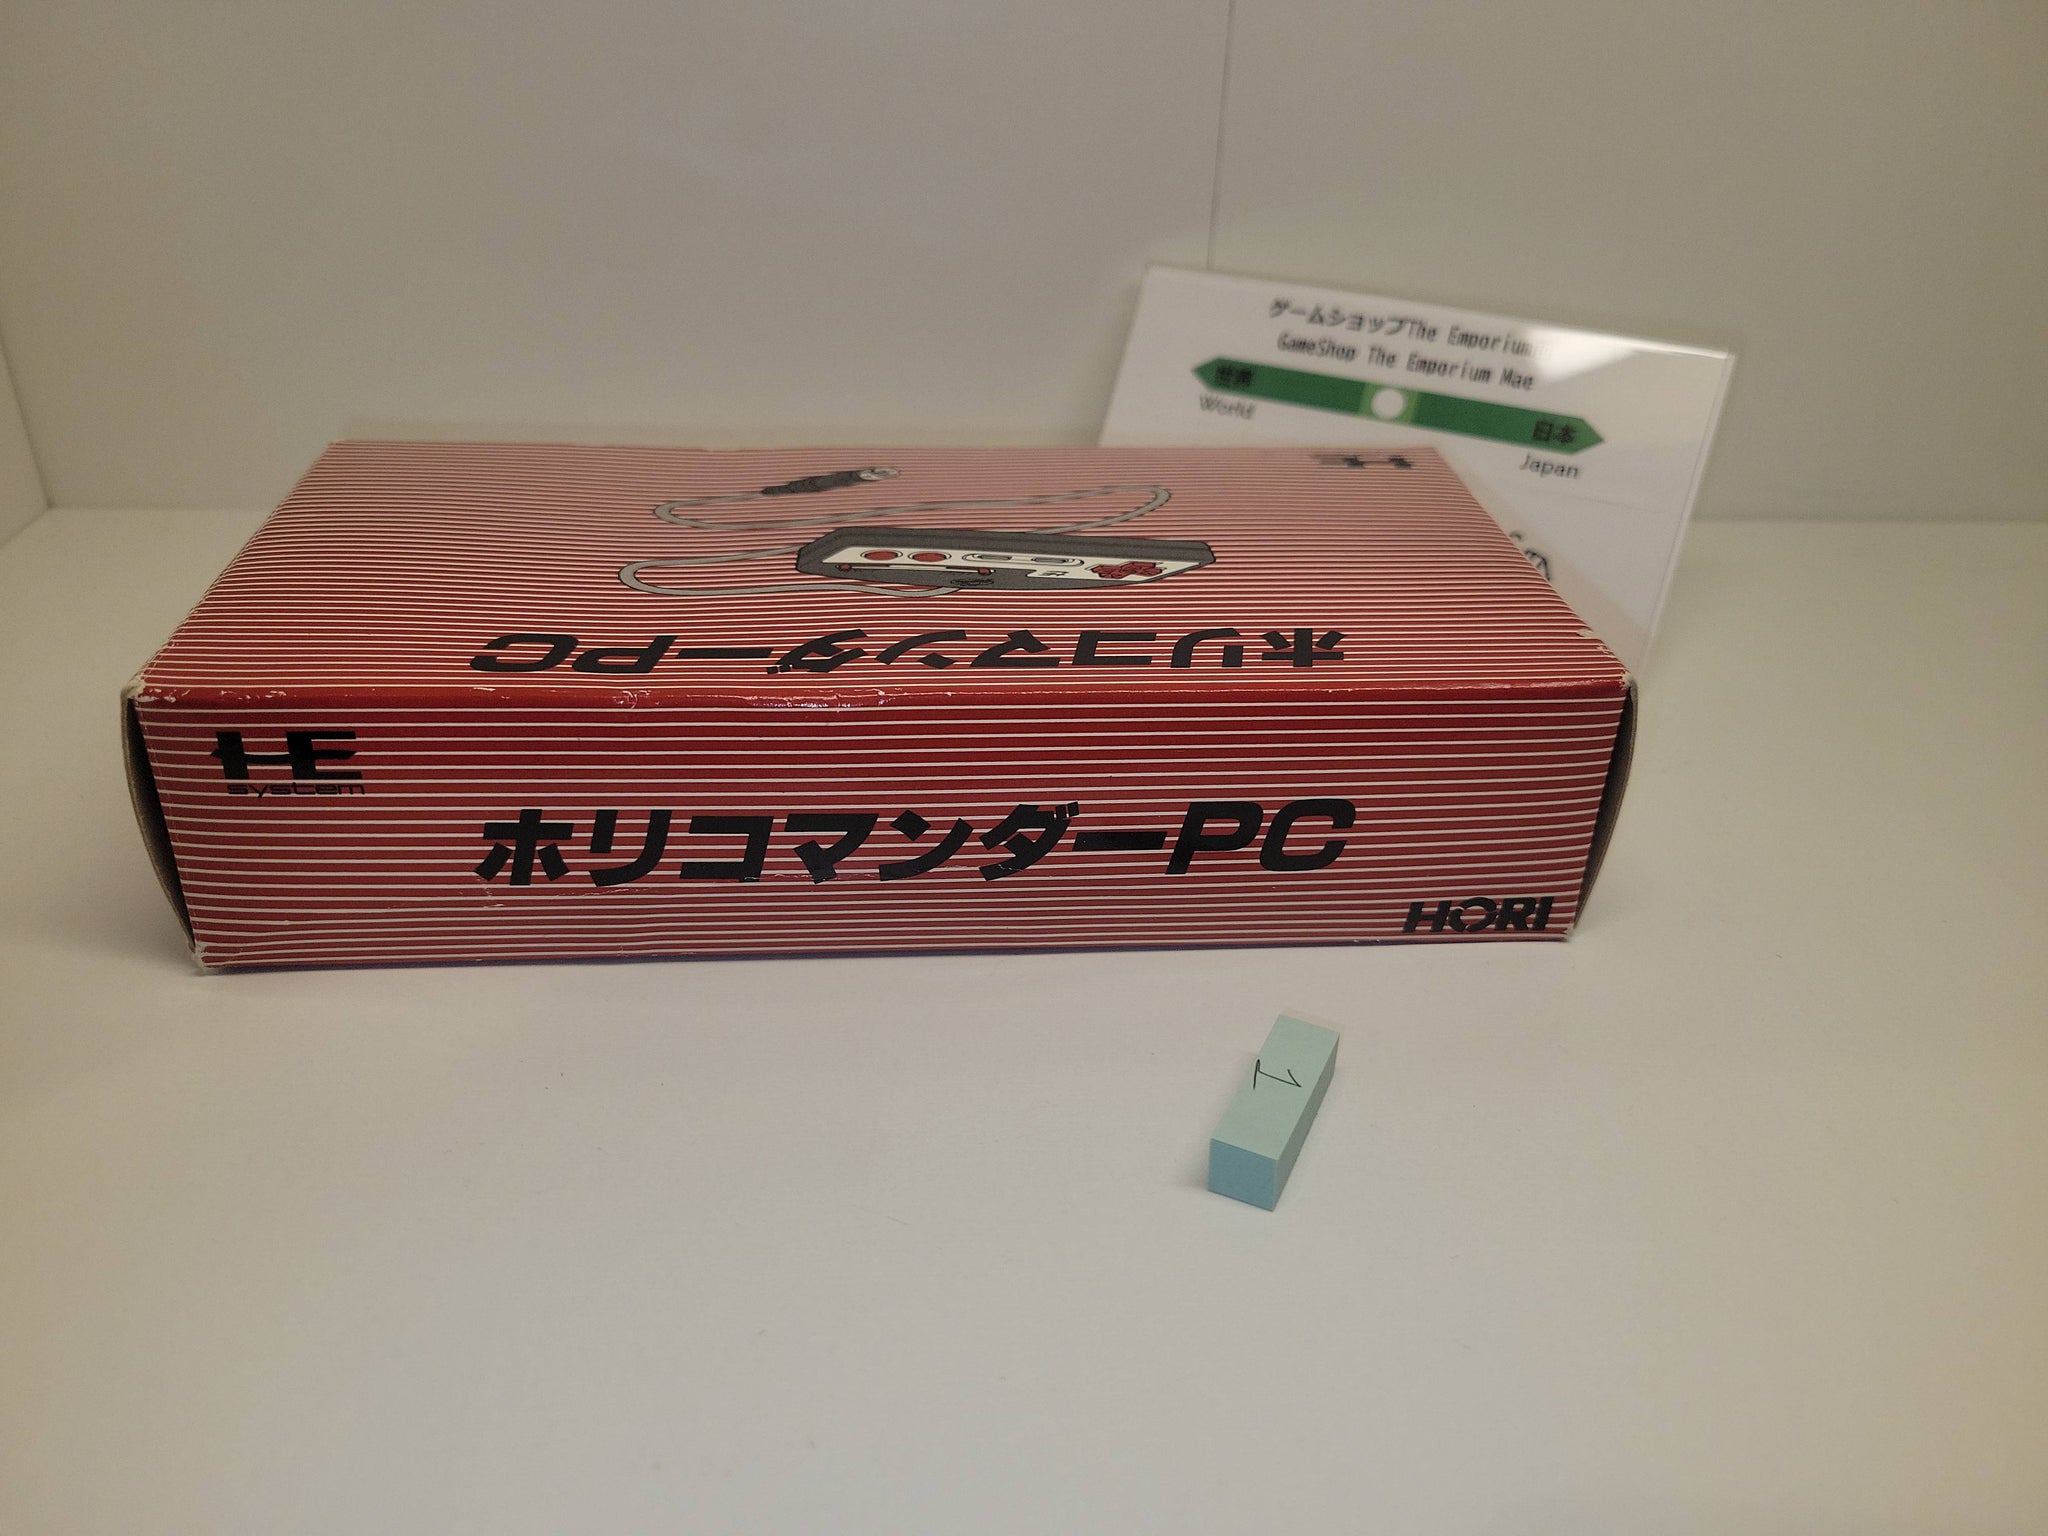 ゲームショップThe Emporium
GameShop The Emporium Mae
世界
日本
World
Japan
ホリコマンダーPC
HE
system
ホリコマンダーPC
HORI
1